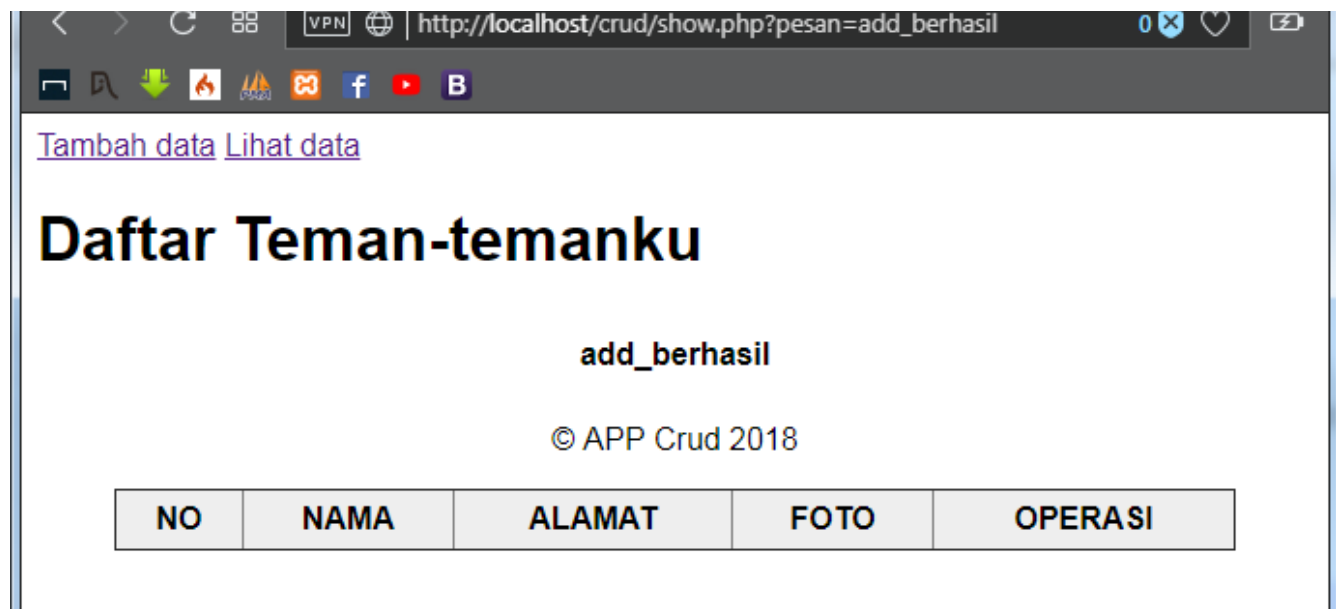 VPN http://localhost/crud/show.php?pesan=add_berhasil 0
B
Tambah data Lihat data
Daftar Teman-temanku
add_berhasil
© APP Crud 2018
NO NAMA ALAMAT FOTO OPERASI